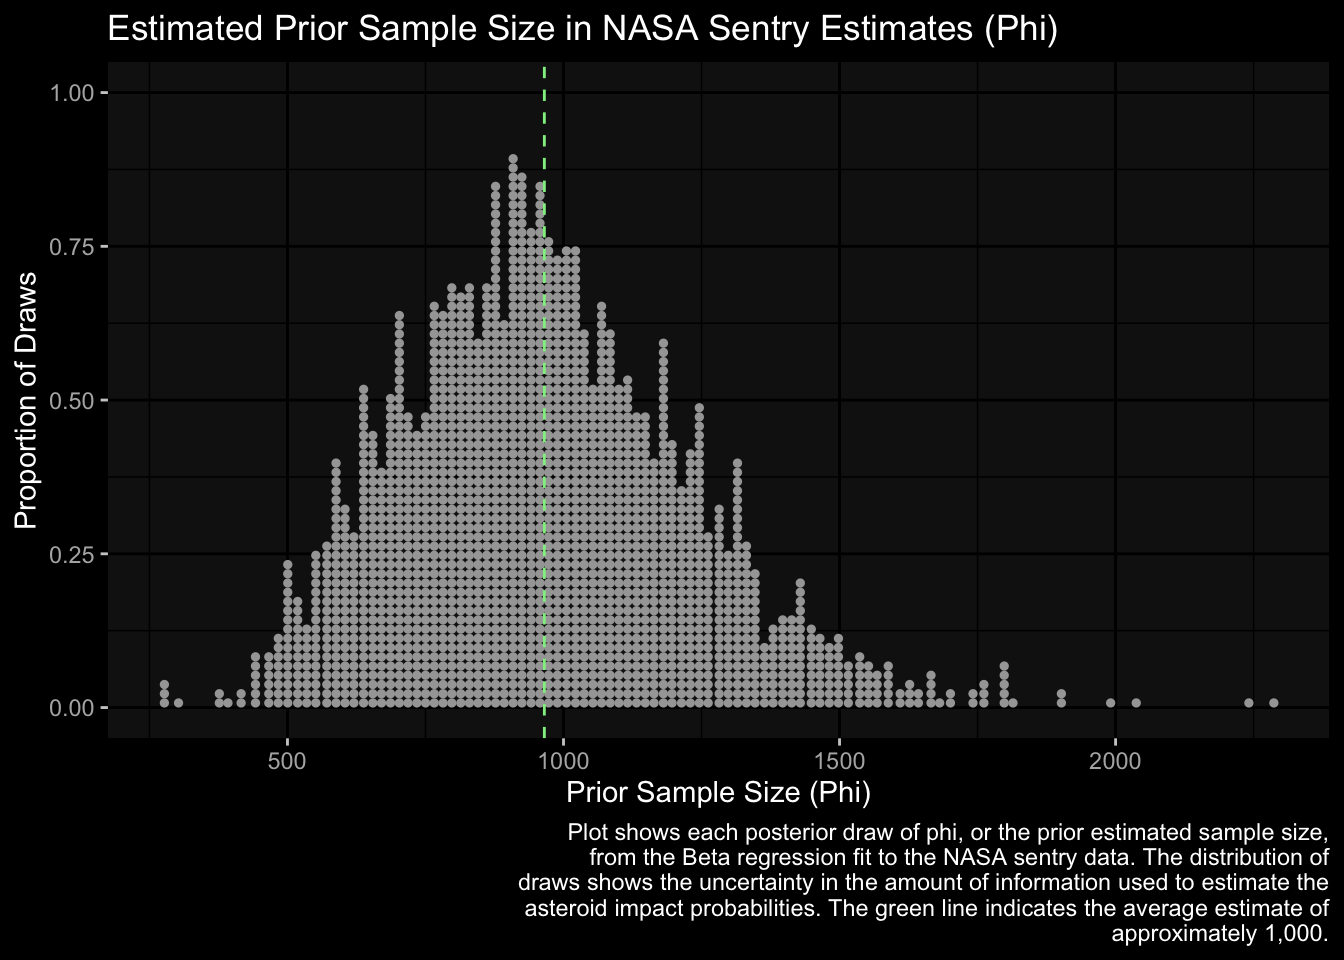 Estimated Prior Sample Size in NASA Sentry Estimates (Phi)
Proportion of Draws
1.00
0.75
0.50
0.25
0.00
500 1000 1500 2000
Prior Sample Size (Phi)
Plot shows each posterior draw of phi, or the prior estimated sample size,
from the Beta regression fit to the NASA sentry data. The distribution of
draws shows the uncertainty in the amount of information used to estimate the
asteroid impact probabilities. The green line indicates the average estimate of
approximately 1,000.